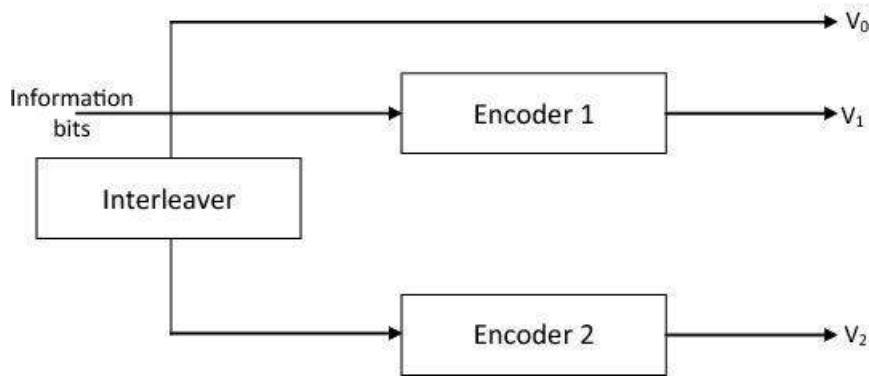 V₀
Information
bits
Encoder 1
V₁
Interleaver
Encoder 2
V₂